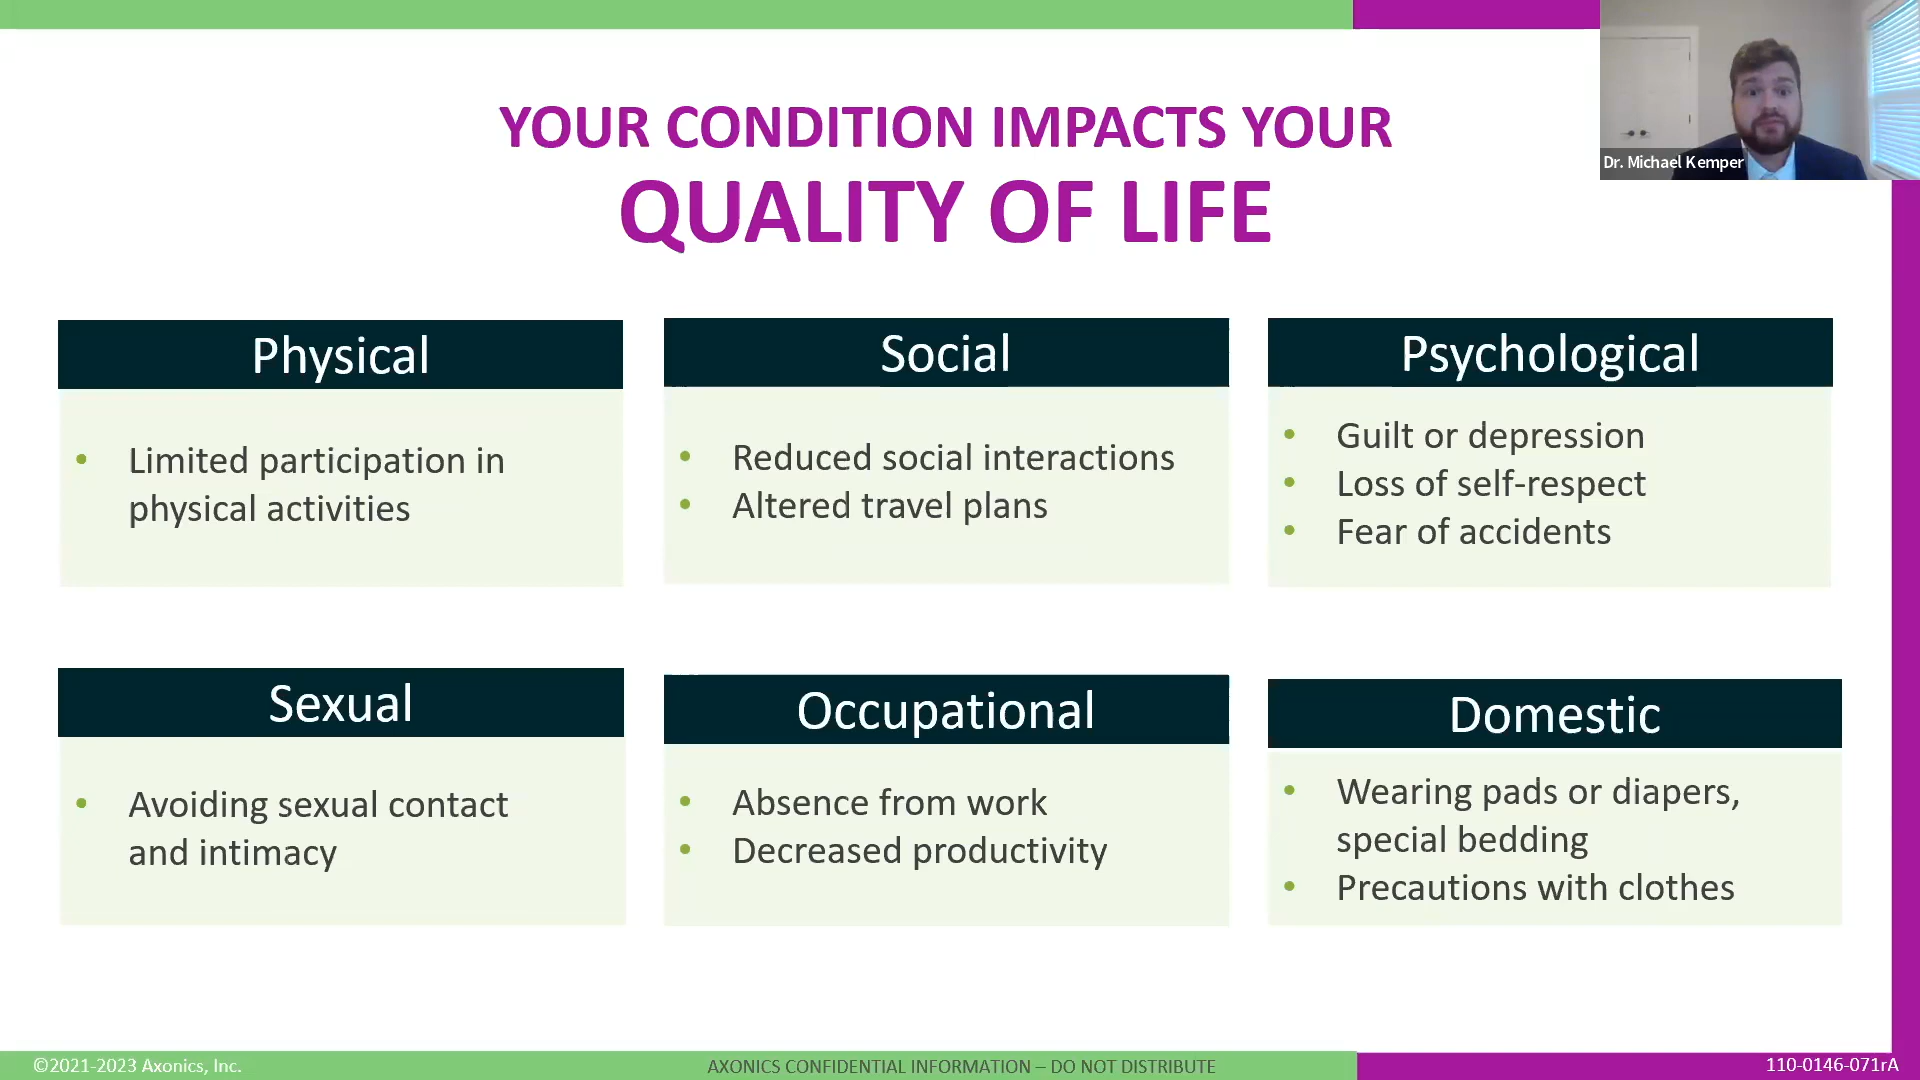 YOUR CONDITION IMPACTS YOUR
QUALITY OF LIFE
Dr. Michael Kemper
Physical
• Limited participation in
physical activities
Social
• Reduced social interactions
• Altered travel plans
Psychological
• Guilt or depression
• Loss of self-respect
• Fear of accidents
Sexual
• Avoiding sexual contact
and intimacy
Occupational
• Absence from work
• Decreased productivity
Domestic
• Wearing pads or diapers,
special bedding
• Precautions with clothes
©2021-2023 Axonics, Inc.
AXONICS CONFIDENTIAL INFORMATION – DO NOT DISTRIBUTE
110-0146-071rA